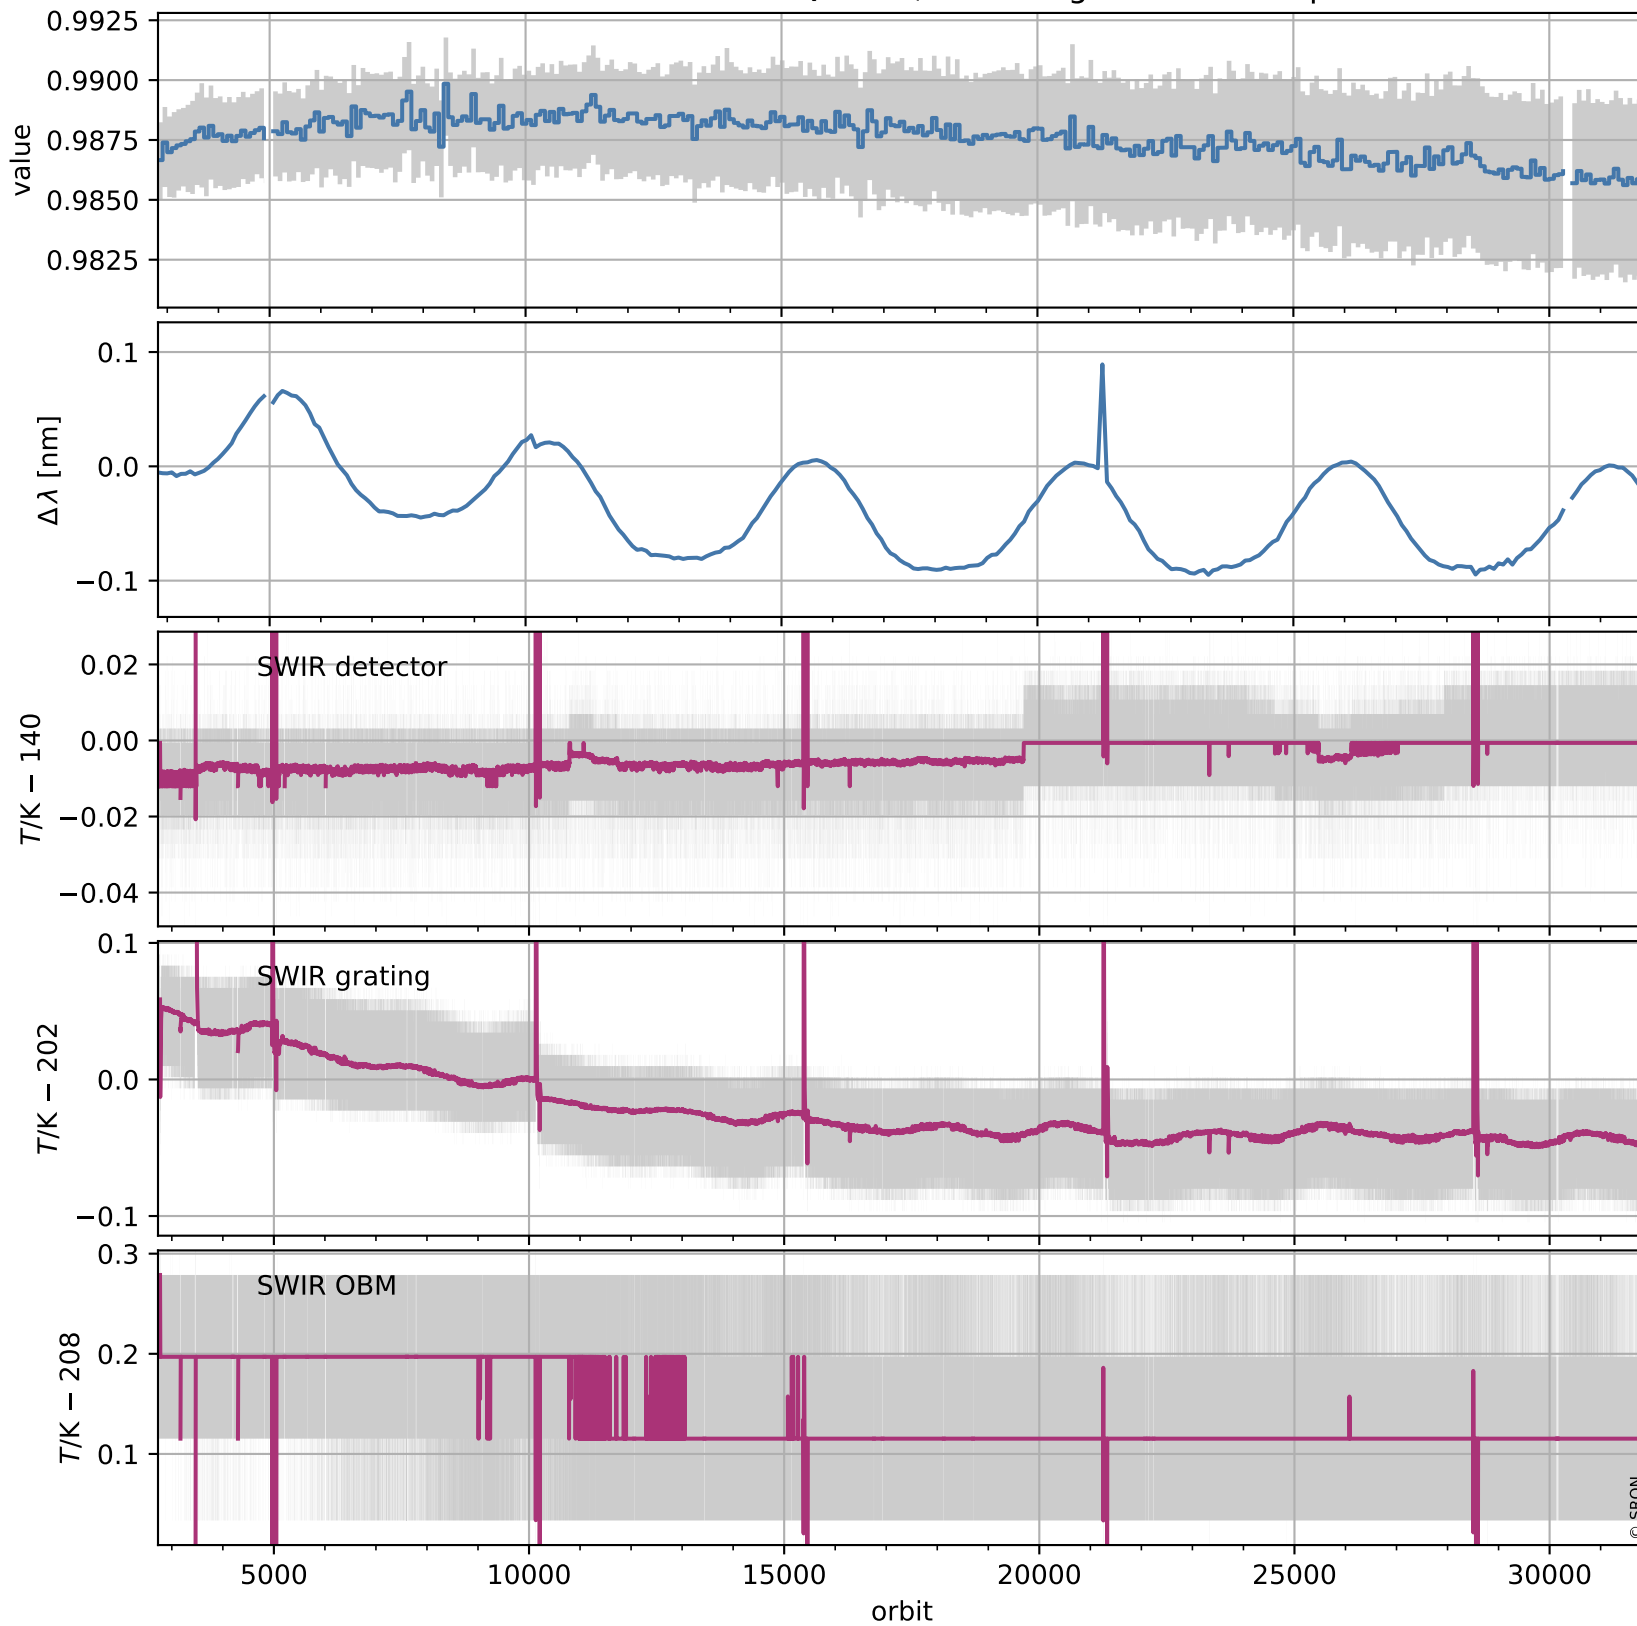 0.9925
0.9900
0.9875
0.9850
0.9825
value
0.1
0.0
−0.1
Δλ [nm]
SWIR detector
0.02
0.00
−0.02
−0.04
T/K − 140
SWIR grating
0.1
0.0
−0.1
T/K − 202
SWIR OBM
0.3
0.2
0.1
T/K − 208
© SRON
5000 10000 15000 20000 25000 30000
orbit